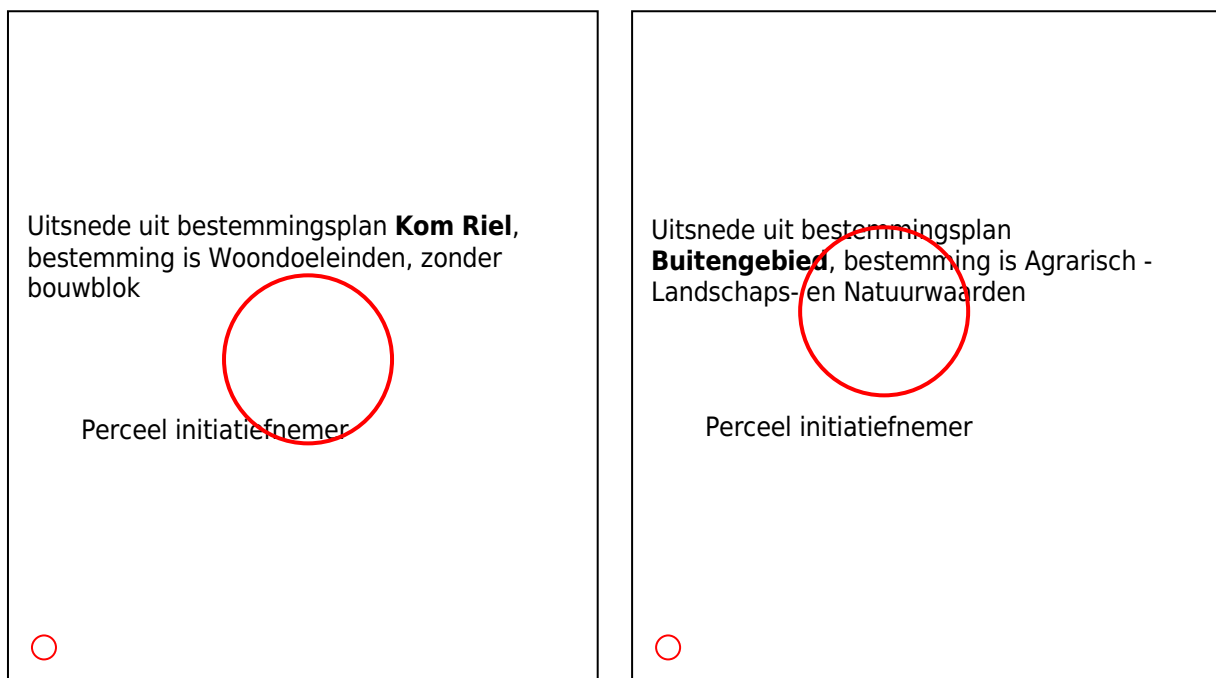 Uitsnede uit bestemmingsplan Kom Riel,
bestemming is Woondoeleinden, zonder
bouwblok
Perceel initiatiefnemer
Uitsnede uit bestemmingsplan
Buitengebied, bestemming is Agrarisch -
Landschaps- en Natuurwaarden
Perceel initiatiefnemer